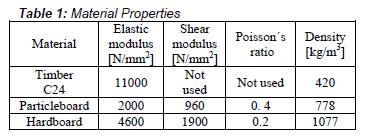 Table 1: Material Properties
Material Elastic modulus [N/mm²] Shear modulus [N/mm²] Poisson´s ratio Density [kg/m³]
Timber C24 11000 Not used Not used 420
Particleboard 2000 960 0. 4 778
Hardboard 4600 1900 0.2 1077